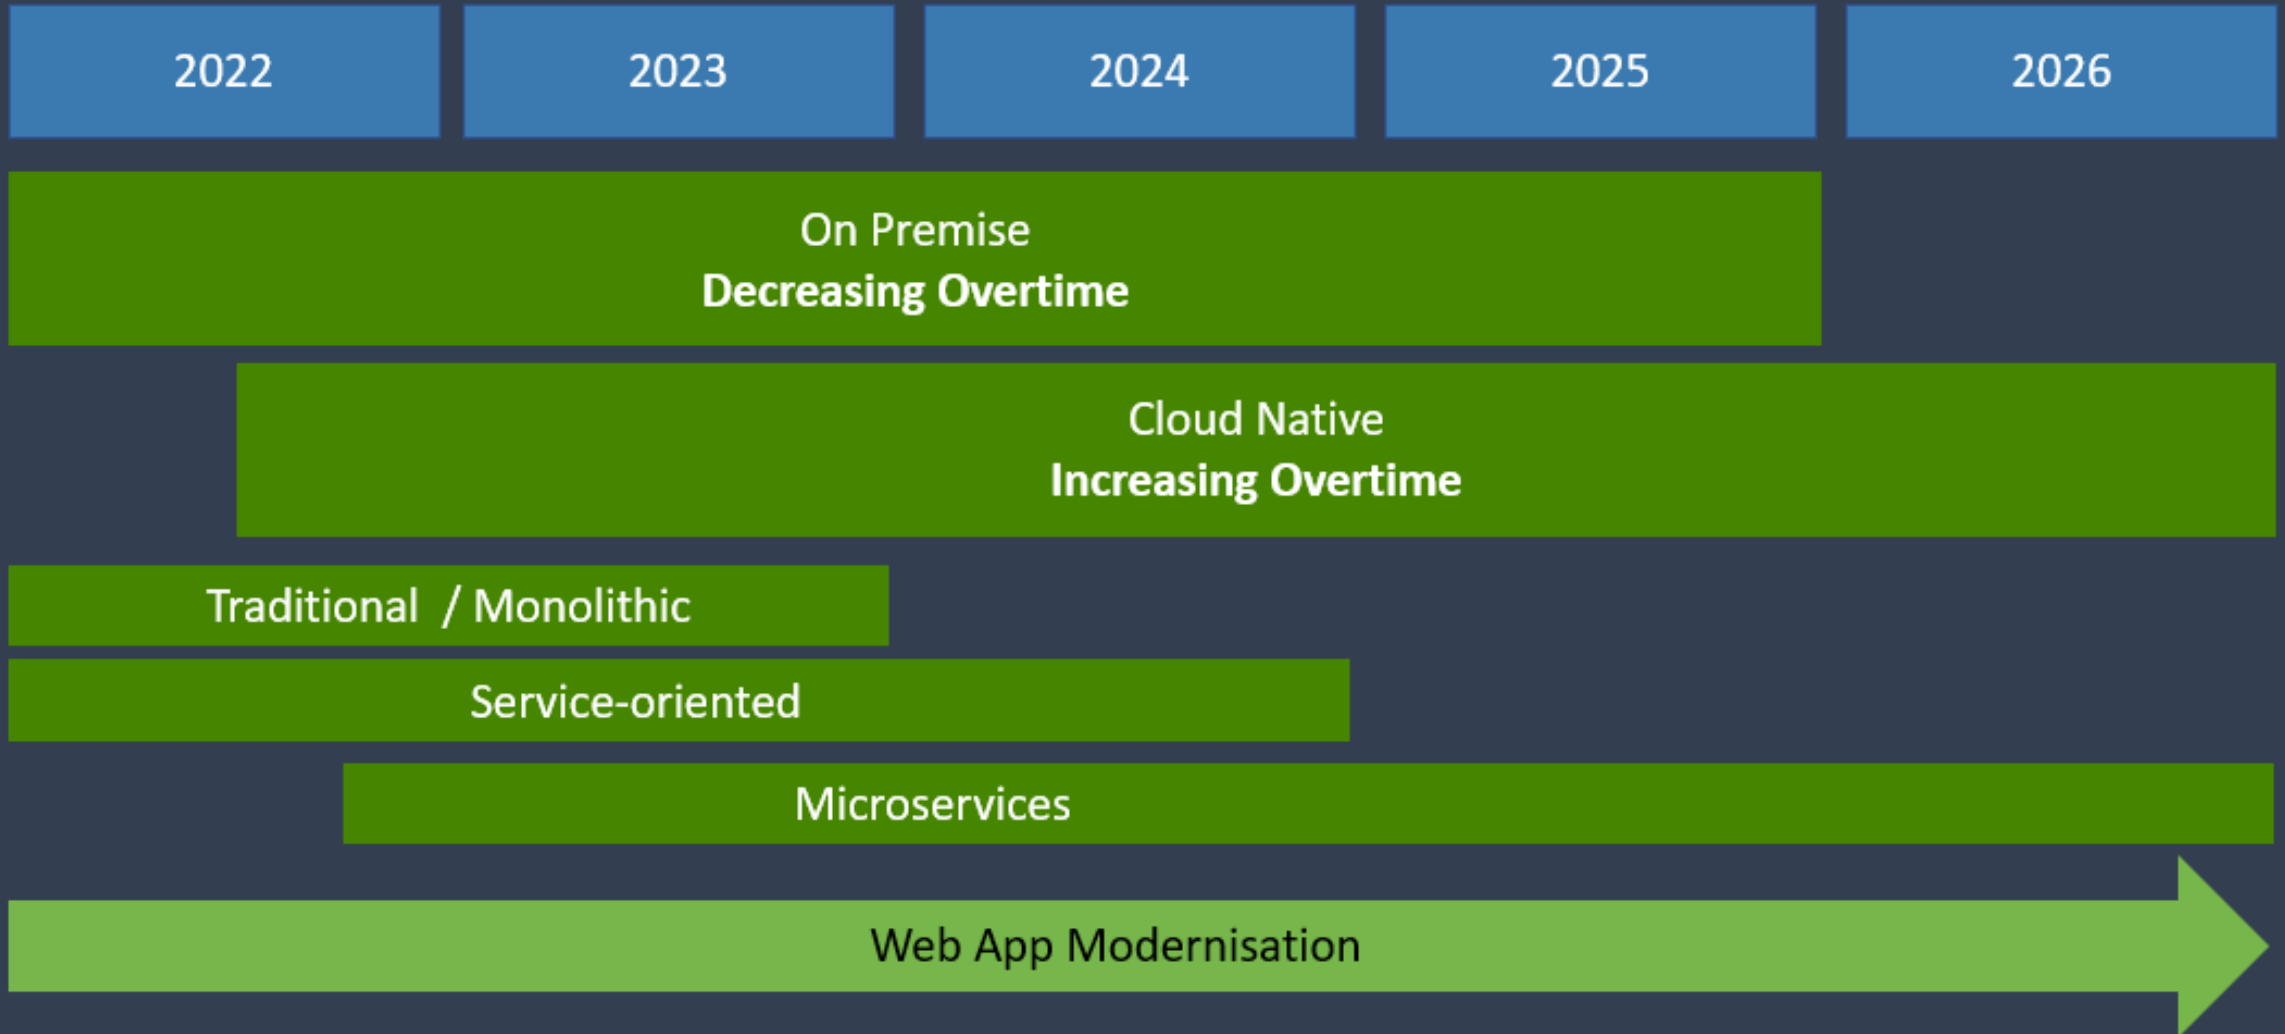 2022
2023
2024
2025
2026
On Premise
Decreasing Overtime
Cloud Native
Increasing Overtime
Traditional  / Monolithic
Service-oriented
Microservices
Web App Modernisation